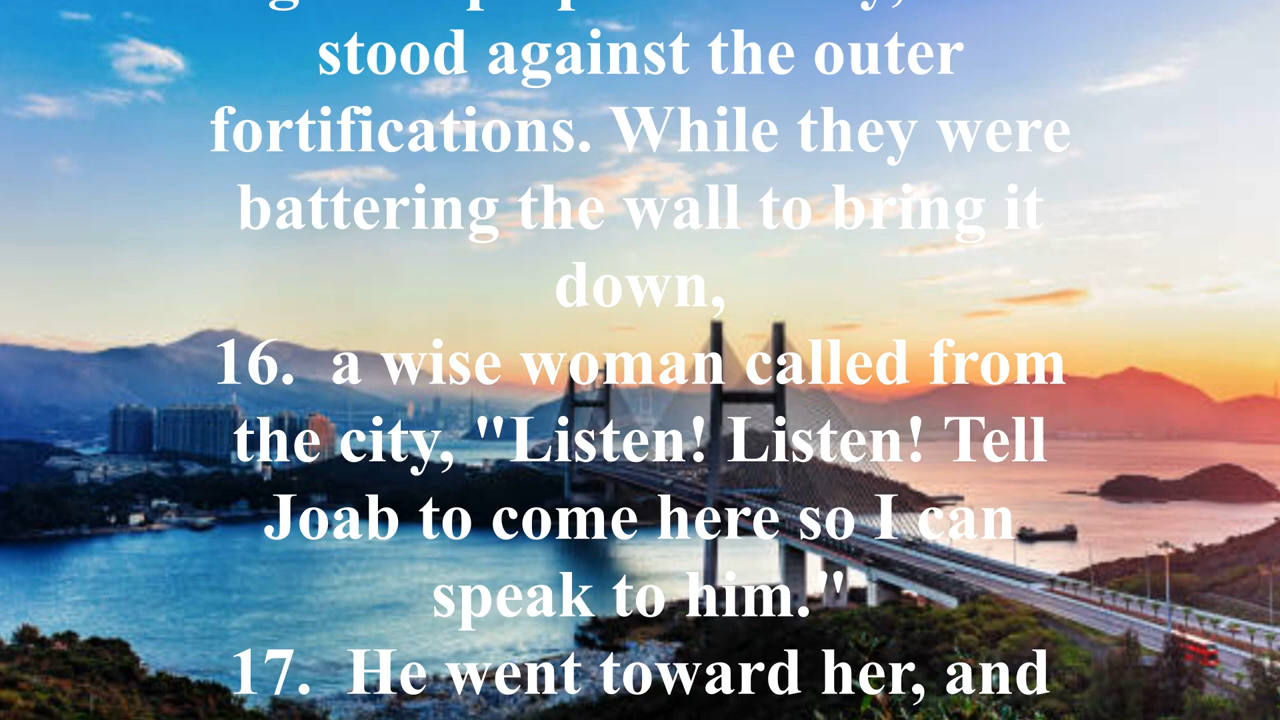 stood against the outer
fortifications. While they were
battering the wall to bring it
down,
16. a wise woman called from
the city, "Listen! Listen! Tell
Joab to come here so I can
speak to him."
17. He went toward her, and